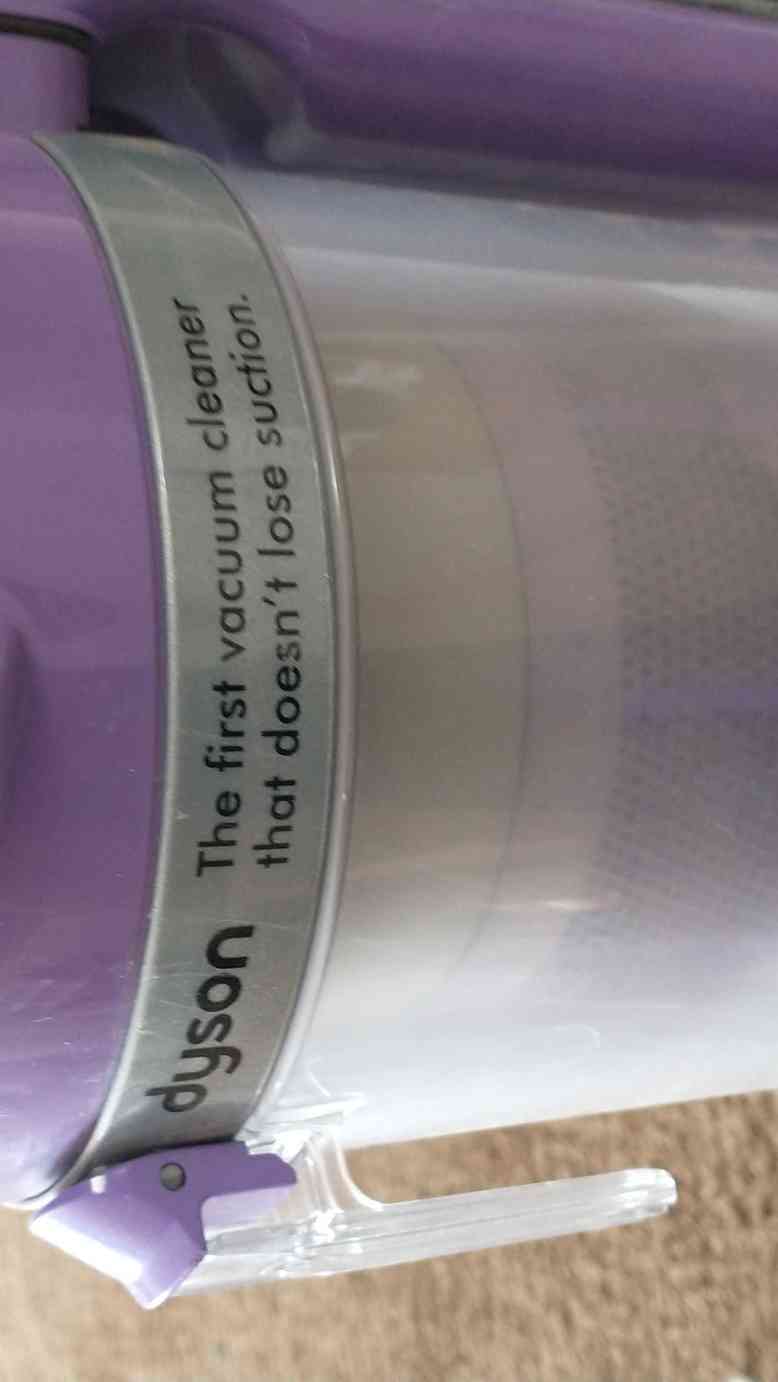 dyson
The first vacuum cleaner
that doesn't lose suction.